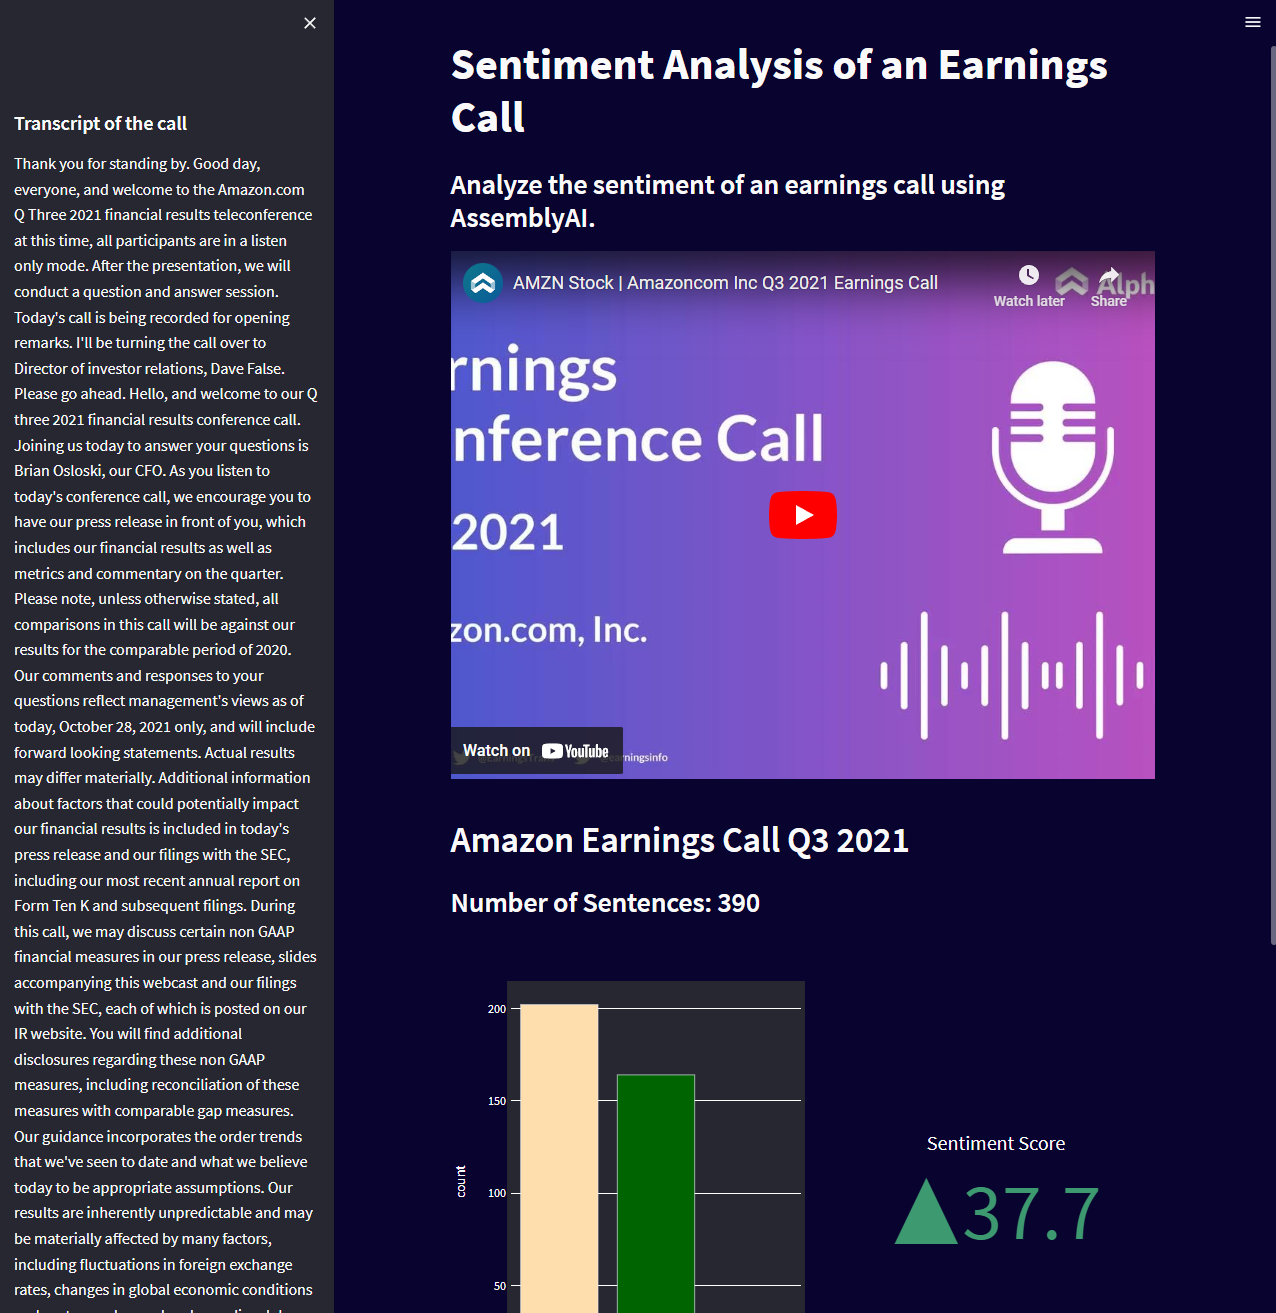 Transcript of the call
Thank you for standing by. Good day,
everyone, and welcome to the Amazon.com
Q Three 2021 financial results teleconference
at this time, all participants are in a listen
only mode. After the presentation, we will
conduct a question and answer session.
Today's call is being recorded for opening
remarks. I'll be turning the call over to
Director of investor relations, Dave False.
Please go ahead. Hello, and welcome to our Q
three 2021 financial results conference call.
Joining us today to answer your questions is
Brian Osloski, our CFO. As you listen to
today's conference call, we encourage you to
have our press release in front of you, which
includes our financial results as well as
metrics and commentary on the quarter.
Please note, unless otherwise stated, all
comparisons in this call will be against our
results for the comparable period of 2020.
Our comments and responses to your
questions reflect management's views as of
today, October 28, 2021 only, and will include
forward looking statements. Actual results
may differ materially. Additional information
about factors that could potentially impact
our financial results is included in today's
press release and our filings with the SEC,
including our most recent annual report on
Form Ten K and subsequent filings. During
this call, we may discuss certain non GAAP
financial measures in our press release, slides
accompanying this webcast and our filings
with the SEC, each of which is posted on our
IR website. You will find additional
disclosures regarding these non GAAP
measures, including reconciliation of these
measures with comparable gap measures.
Our guidance incorporates the order trends
that we've seen to date and what we believe
today to be appropriate assumptions. Our
results are inherently unpredictable and may
be materially affected by many factors,
including fluctuations in foreign exchange
rates, changes in global economic conditions
Sentiment Analysis of an Earnings
Call
Analyze the sentiment of an earnings call using
AssemblyAI.
AMZN Stock | Amazoncom Inc Q3 2021 Earnings Call
Watch later
Share
Alph
rnings
nference Call
2021
zon.com, Inc.
Watch on YouTube
rningsinfo
Amazon Earnings Call Q3 2021
Number of Sentences: 390
200
150
100
50
count
Sentiment Score
▲37.7